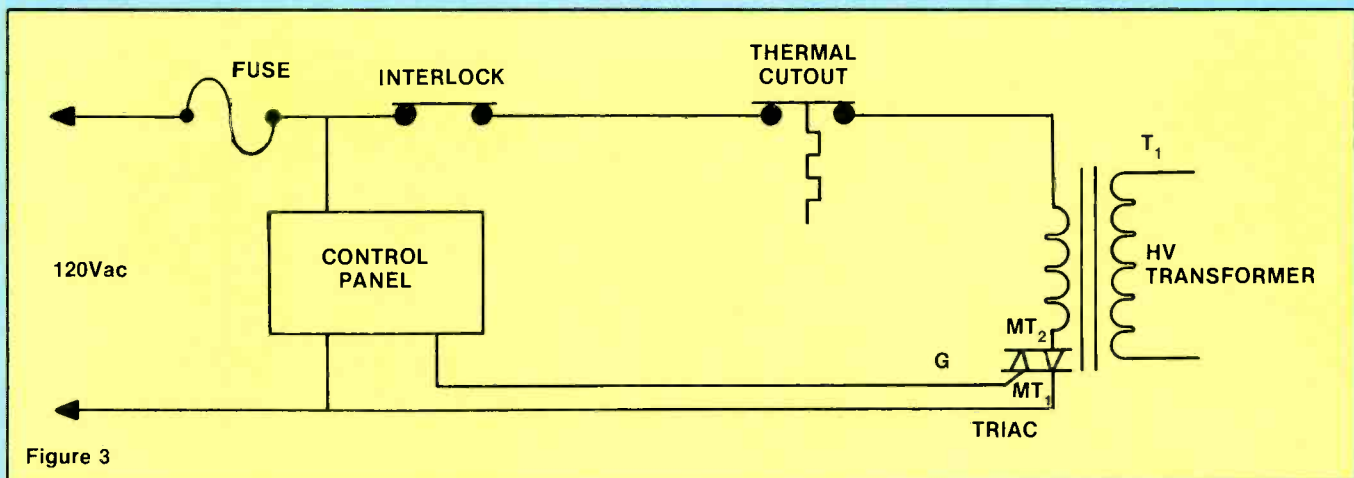 FUSE
INTERLOCK
THERMAL
CUTOUT
T1
120Vac
CONTROL
PANEL
HV
TRANSFORMER
MT2
G
MT1
TRIAC
Figure 3